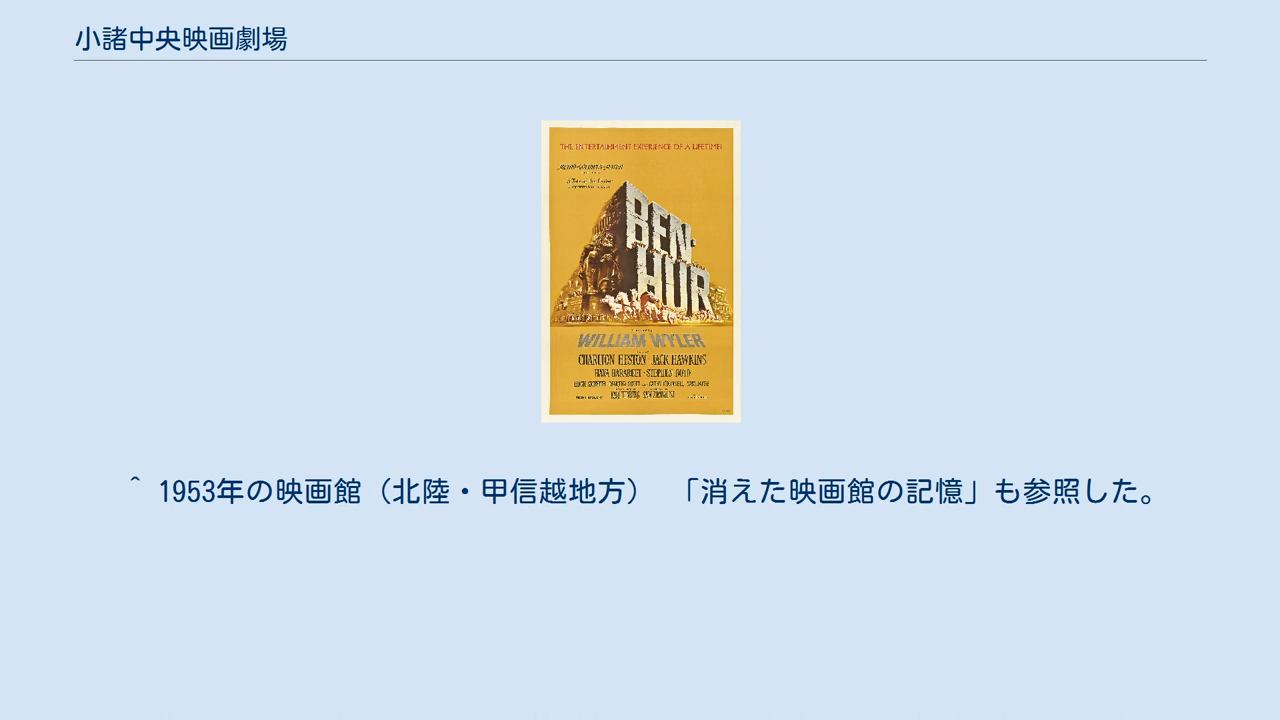 小諸中央映画劇場
THE ENTERTAINMENT EXPERIENCE OF A LIFETIME!
BEN-
HUR
WILLIAM WYLER
CHARLTON HESTON JACK HAWKINS
HAYA HARAREET · STEPHEN BOYD
^ 1953年の映画館（北陸・甲信越地方） 「消えた映画館の記憶」も参照した。